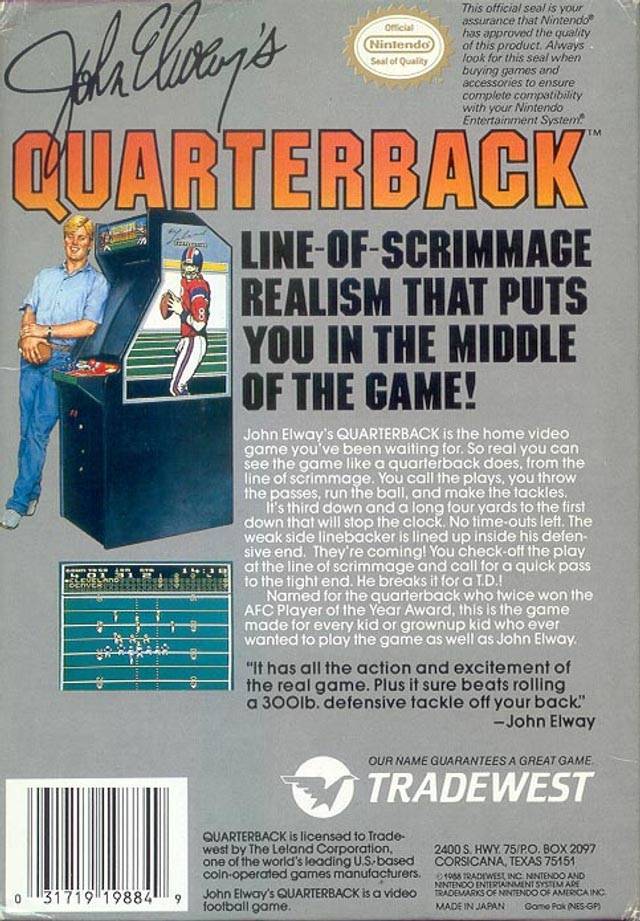 John Elway's
QUARTERBACK™
Official
Nintendo®
Seal of Quality
This official seal is your
assurance that Nintendo®
has approved the quality
of this product. Always
look for this seal when
buying games and
accessories to ensure
complete compatibility
with your Nintendo
Entertainment System®.
LINE-OF-SCRIMMAGE
REALISM THAT PUTS
YOU IN THE MIDDLE
OF THE GAME!
John Elway's QUARTERBACK is the home video
game you've been waiting for. So real you can
see the game like a quarterback does, from the
line of scrimmage. You call the plays, you throw
the passes, run the ball, and make the tackles.
It's third down and a long four yards to the first
down that will stop the clock. No time-outs left. The
weak side linebacker is lined up inside his defen-
sive end. They're coming! You check-off the play
at the line of scrimmage and call for a quick pass
to the tight end. He breaks it for a T.D.!
Named for the quarterback who twice won the
AFC Player of the Year Award, this is the game
made for every kid or grownup kid who ever
wanted to play the game as well as John Elway.
CLEVELAND
DENVER
"It has all the action and excitement of
the real game. Plus it sure beats rolling
a 300lb. defensive tackle off your back."
—John Elway
OUR NAME GUARANTEES A GREAT GAME.
TRADEWEST
QUARTERBACK is licensed to Trade-
west by The Leland Corporation,
one of the world's leading U.S.-based
coin-operated games manufacturers.
John Elway's QUARTERBACK is a video
football game.
2400 S. HWY. 75/P.O. BOX 2097
CORSICANA, TEXAS 75151
©1988 TRADEWEST, INC. NINTENDO AND
NINTENDO ENTERTAINMENT SYSTEM ARE
TRADEMARKS OF NINTENDO OF AMERICA INC.
MADE IN JAPAN Game Pak (NES-GP)
0 31719 19884 9